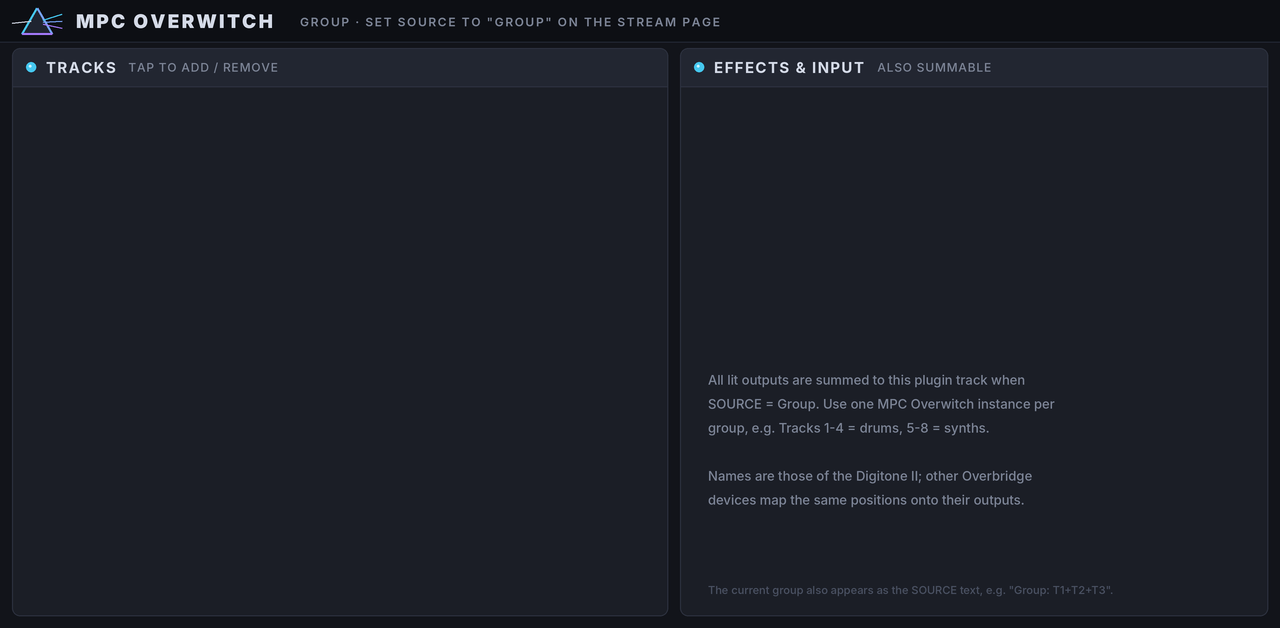 MPC OVERWITCH
GROUP · SET SOURCE TO "GROUP" ON THE STREAM PAGE
TRACKS TAP TO ADD / REMOVE
EFFECTS & INPUT ALSO SUMMABLE
All lit outputs are summed to this plugin track when
SOURCE = Group. Use one MPC Overwitch instance per
group, e.g. Tracks 1-4 = drums, 5-8 = synths.
Names are those of the Digitone II; other Overbridge
devices map the same positions onto their outputs.
The current group also appears as the SOURCE text, e.g. "Group: T1+T2+T3".